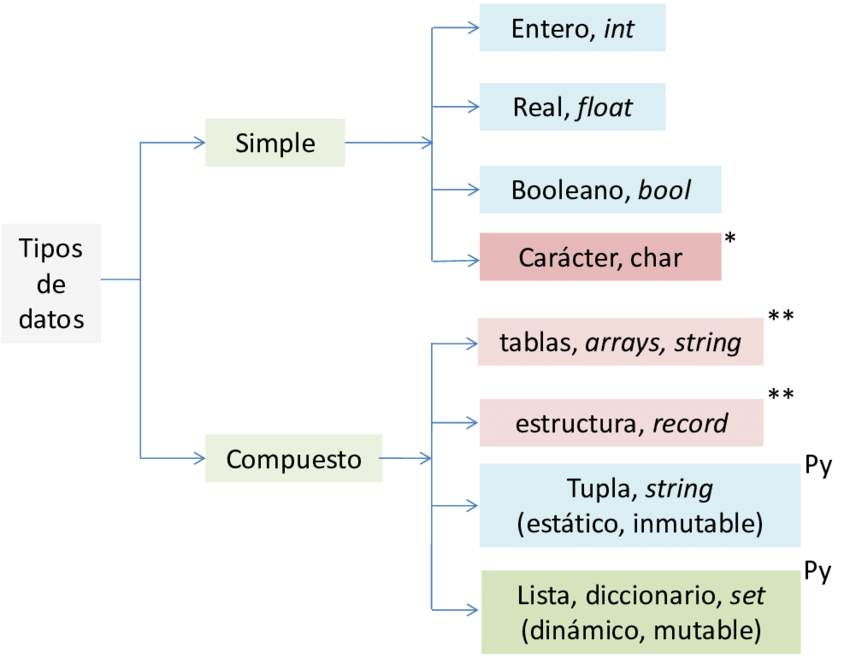 Tipos
de
datos
Simple
Entero, int
Real, float
Booleano, bool
Carácter, char *
Compuesto
tablas, arrays, string **
estructura, record **
Tupla, string Py
(estático, inmutable)
Lista, diccionario, set Py
(dinámico, mutable)